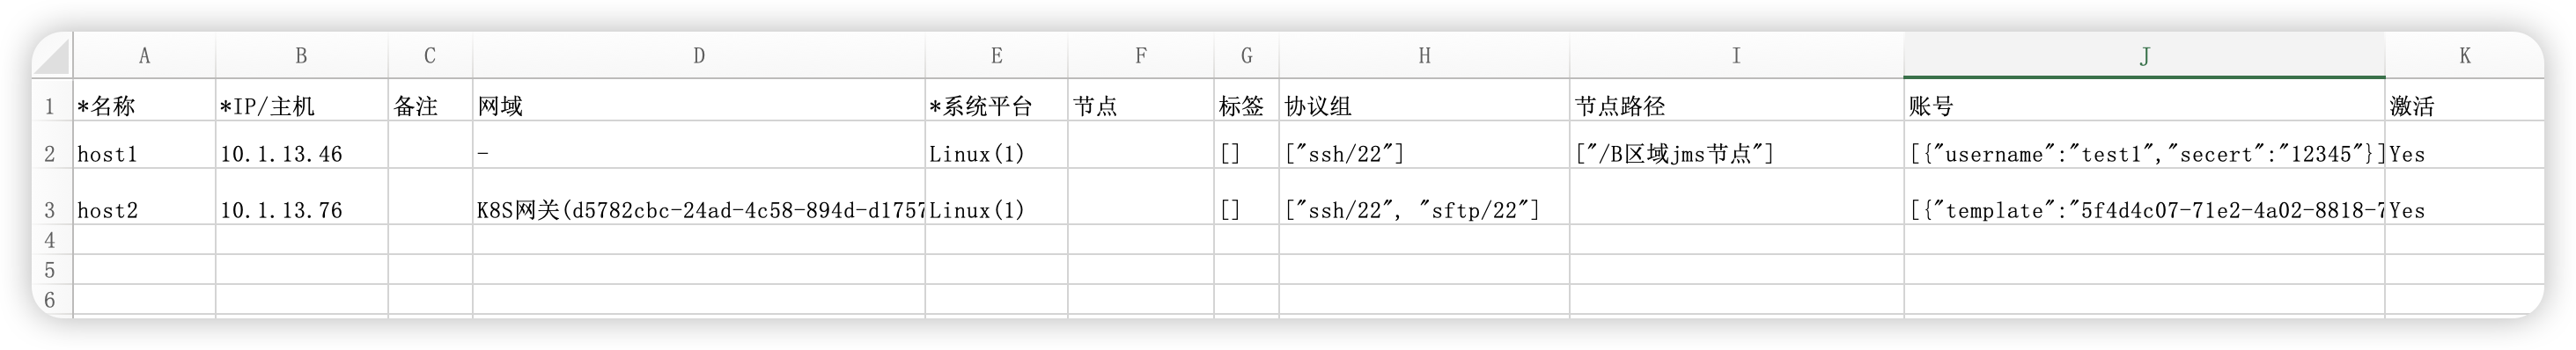 A B C D E F G H I J K
1 *名称 *IP/主机 备注 网域 *系统平台 节点 标签 协议组 节点路径 账号 激活
2 host1 10.1.13.46 - Linux(1) [] ["ssh/22"] ["/B区域jms节点"] [{"username":"test1","secert":"12345"}] Yes
3 host2 10.1.13.76 K8S网关(d5782cbc-24ad-4c58-894d-d1757 Linux(1) [] ["ssh/22", "sftp/22"] [{"template":"5f4d4c07-71e2-4a02-8818-7 Yes
4
5
6